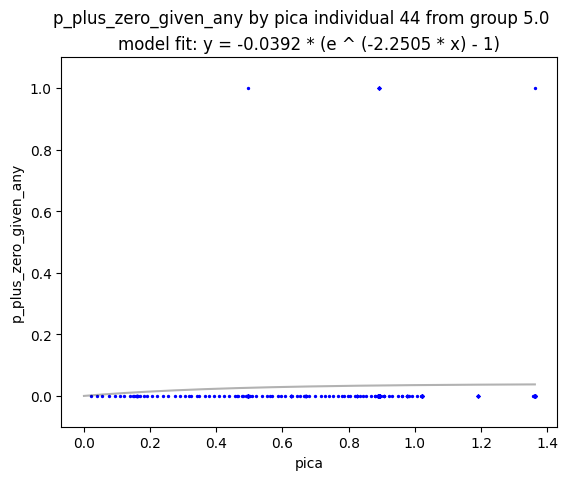 p_plus_zero_given_any by pica individual 44 from group 5.0
model fit: y = -0.0392 * (e ^ (-2.2505 * x) - 1)
1.0
0.8
0.6
0.4
0.2
0.0
p_plus_zero_given_any
0.0 0.2 0.4 0.6 0.8 1.0 1.2 1.4
pica